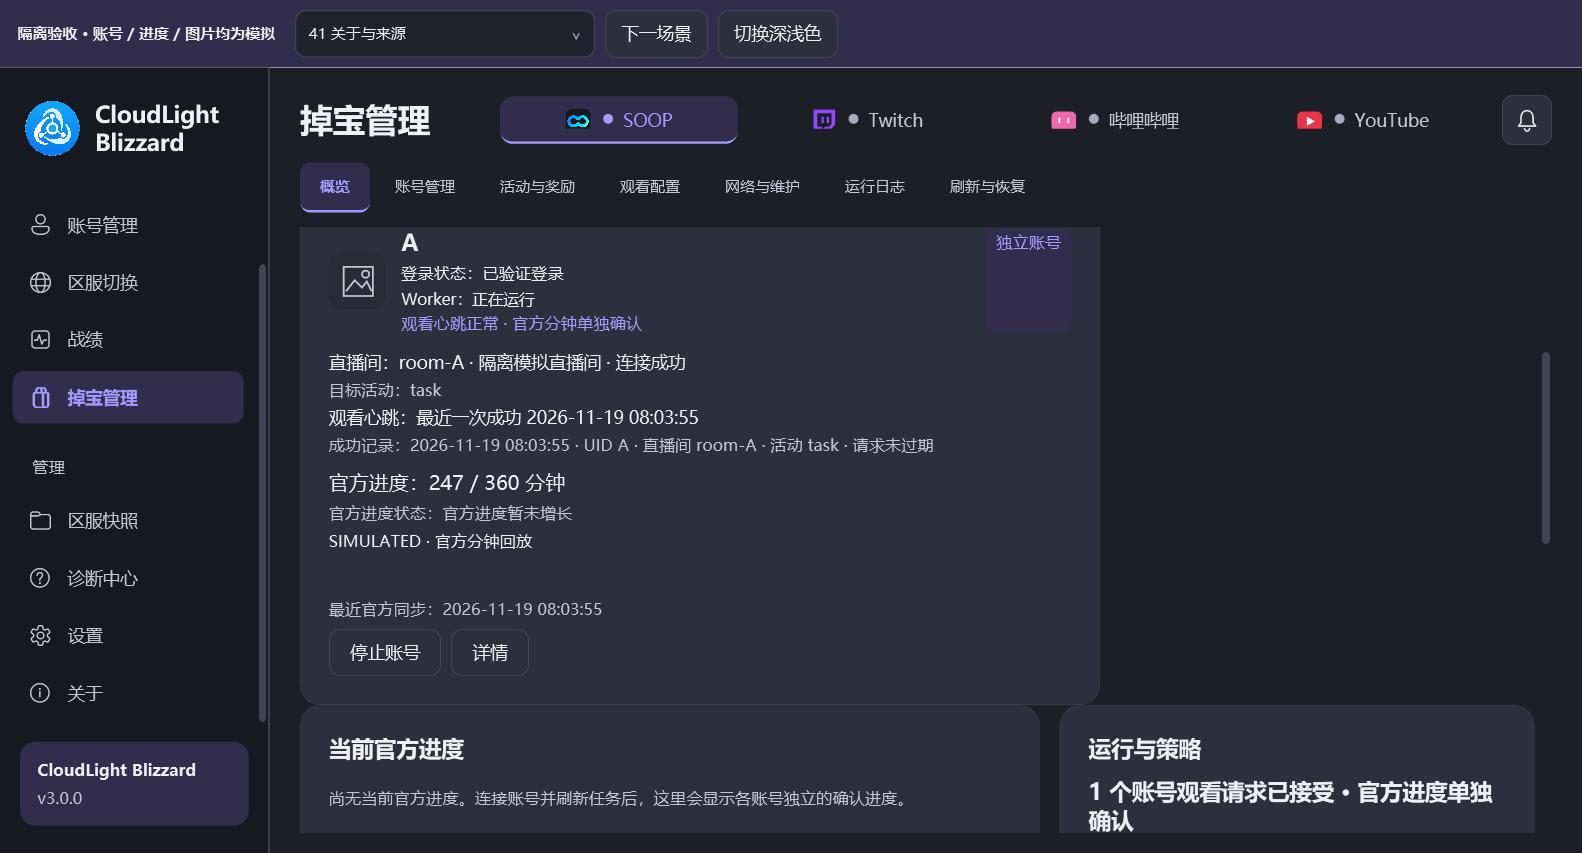 隔离验收 • 账号 / 进度 / 图片均为模拟
41 关于与来源
下一场景
切换深浅色
CloudLight
Blizzard
账号管理
区服切换
战绩
掉宝管理
管理
区服快照
诊断中心
设置
关于
CloudLight Blizzard
v3.0.0
掉宝管理
SOOP
Twitch
哔哩哔哩
YouTube
概览
账号管理
活动与奖励
观看配置
网络与维护
运行日志
刷新与恢复
A
独立账号
登录状态：已验证登录
Worker：正在运行
观看心跳正常 · 官方分钟单独确认
直播间：room-A · 隔离模拟直播间 · 连接成功
目标活动：task
观看心跳：最近一次成功 2026-11-19 08:03:55
成功记录：2026-11-19 08:03:55 · UID A · 直播间 room-A · 活动 task · 请求未过期
官方进度：247 / 360 分钟
官方进度状态：官方进度暂未增长
SIMULATED · 官方分钟回放
最近官方同步：2026-11-19 08:03:55
停止账号
详情
当前官方进度
尚无当前官方进度。连接账号并刷新任务后，这里会显示各账号独立的确认进度。
运行与策略
1 个账号观看请求已接受 • 官方进度单独
确认